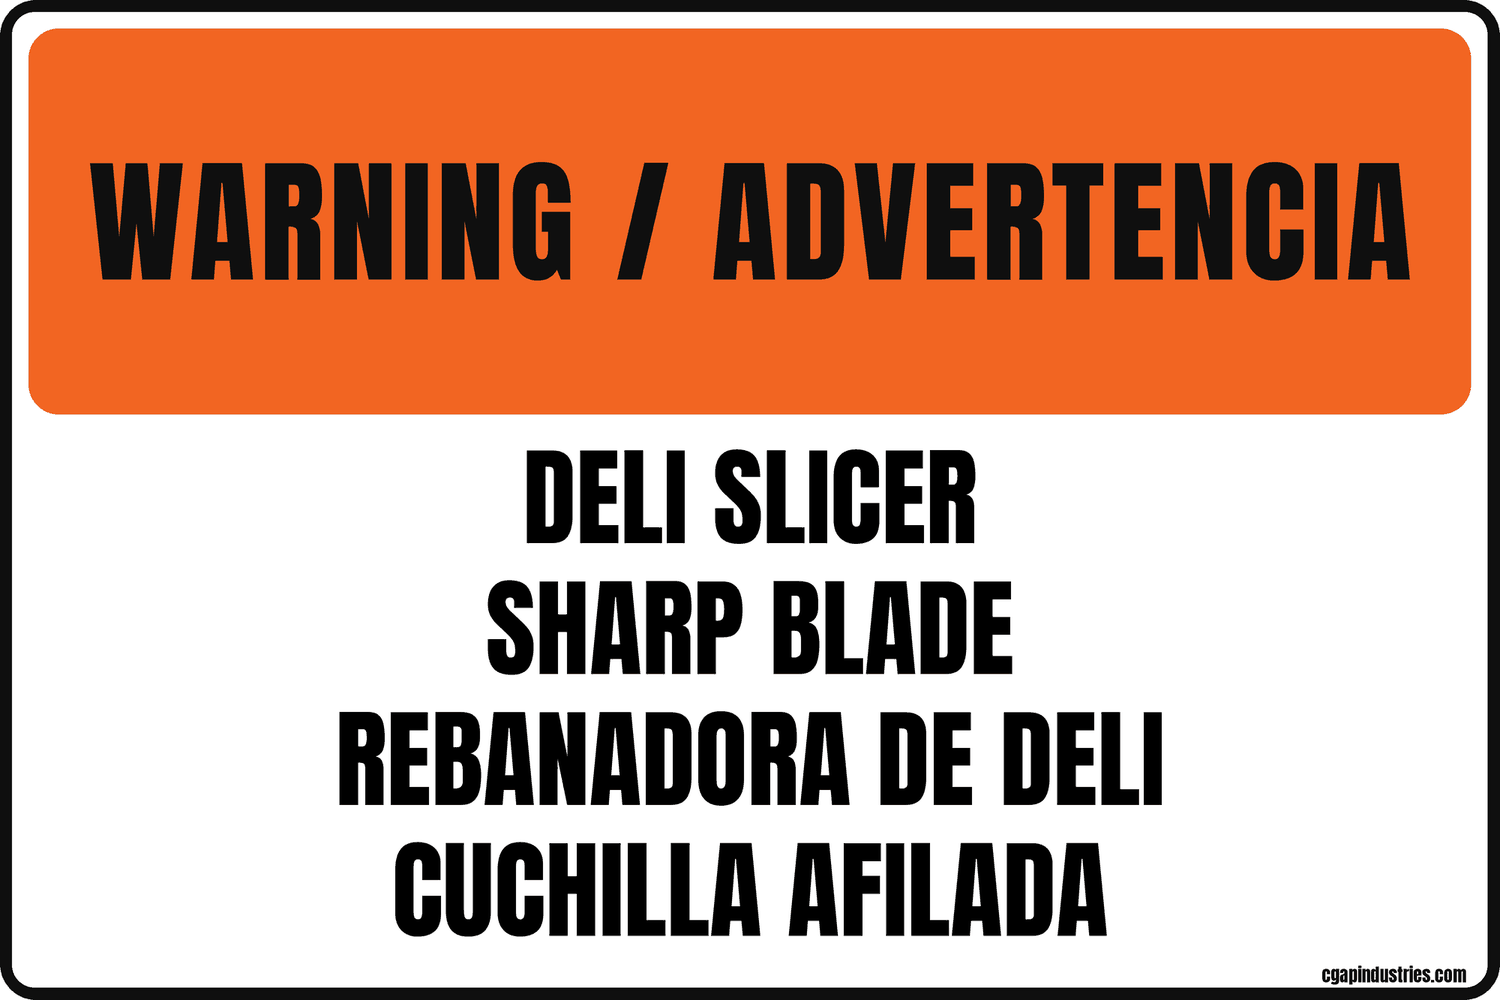 WARNING / ADVERTENCIA
DELI SLICER
SHARP BLADE
REBANADORA DE DELI
CUCHILLA AFILADA
cgapindustries.com